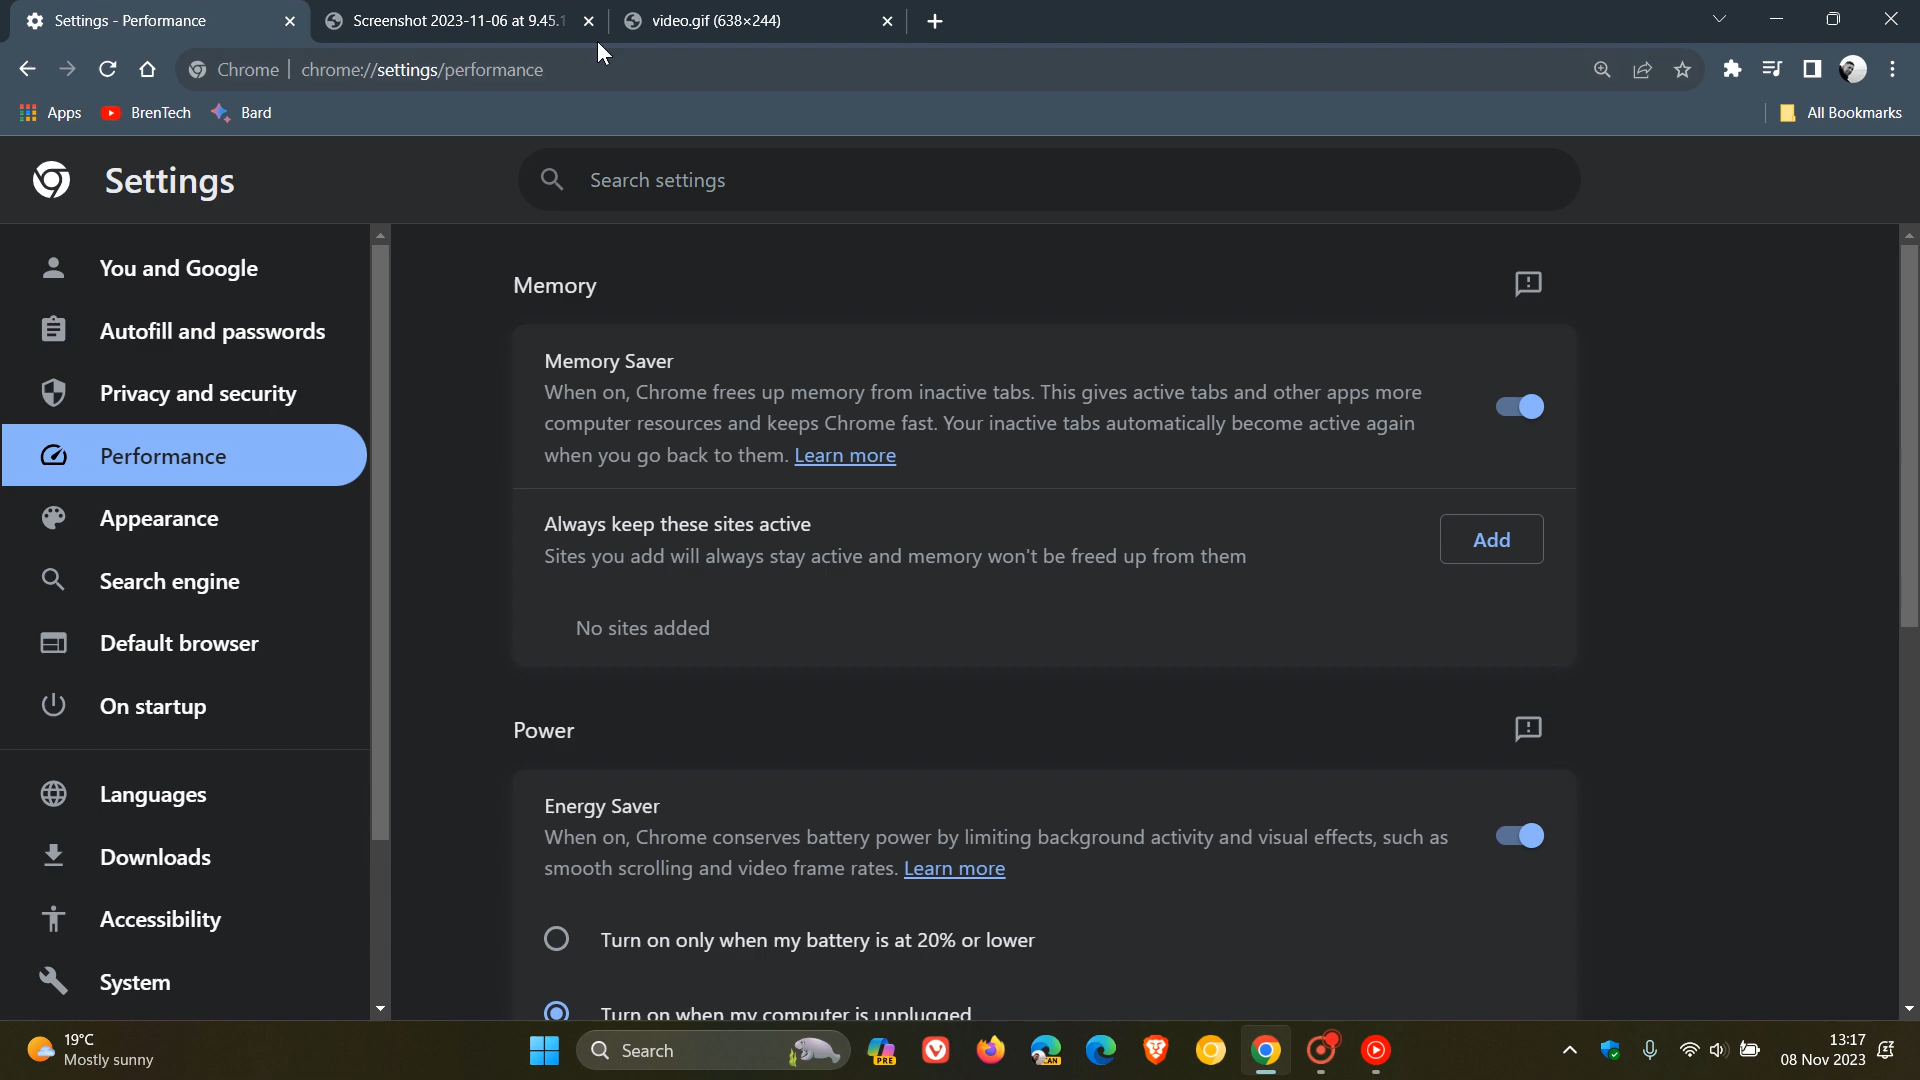 Settings - Performance
Screenshot 2023-11-06 at 9.45.1
video.gif (638×244)
Chrome
chrome://settings/performance
Apps
BrenTech
Bard
All Bookmarks
Settings
Search settings
You and Google
Autofill and passwords
Privacy and security
Performance
Appearance
Search engine
Default browser
On startup
Languages
Downloads
Accessibility
System
Memory
Memory Saver
When on, Chrome frees up memory from inactive tabs. This gives active tabs and other apps more
computer resources and keeps Chrome fast. Your inactive tabs automatically become active again
when you go back to them. Learn more
Always keep these sites active
Sites you add will always stay active and memory won't be freed up from them
Add
No sites added
Power
Energy Saver
When on, Chrome conserves battery power by limiting background activity and visual effects, such as
smooth scrolling and video frame rates. Learn more
Turn on only when my battery is at 20% or lower
Turn on when my computer is unplugged
19°C
Mostly sunny
Search
PRE
CAN
13:17
08 Nov 2023